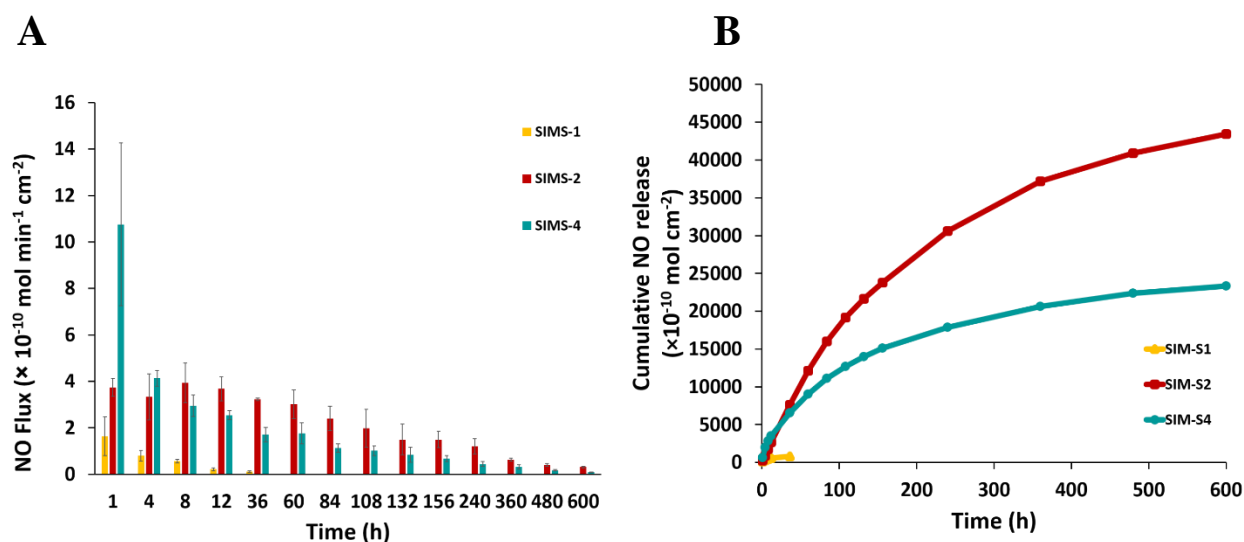 A
NO Flux (× 10⁻¹⁰ mol min⁻¹ cm⁻²)
16
14
12
10
8
6
4
2
0
SIMS-1
SIMS-2
SIMS-4
1 4 8 12 36 60 84 108 132 156 240 360 480 600
Time (h)
B
Cumulative NO release
(×10⁻¹⁰ mol cm⁻²)
50000
45000
40000
35000
30000
25000
20000
15000
10000
5000
0
SIM-S1
SIM-S2
SIM-S4
0 100 200 300 400 500 600
Time (h)